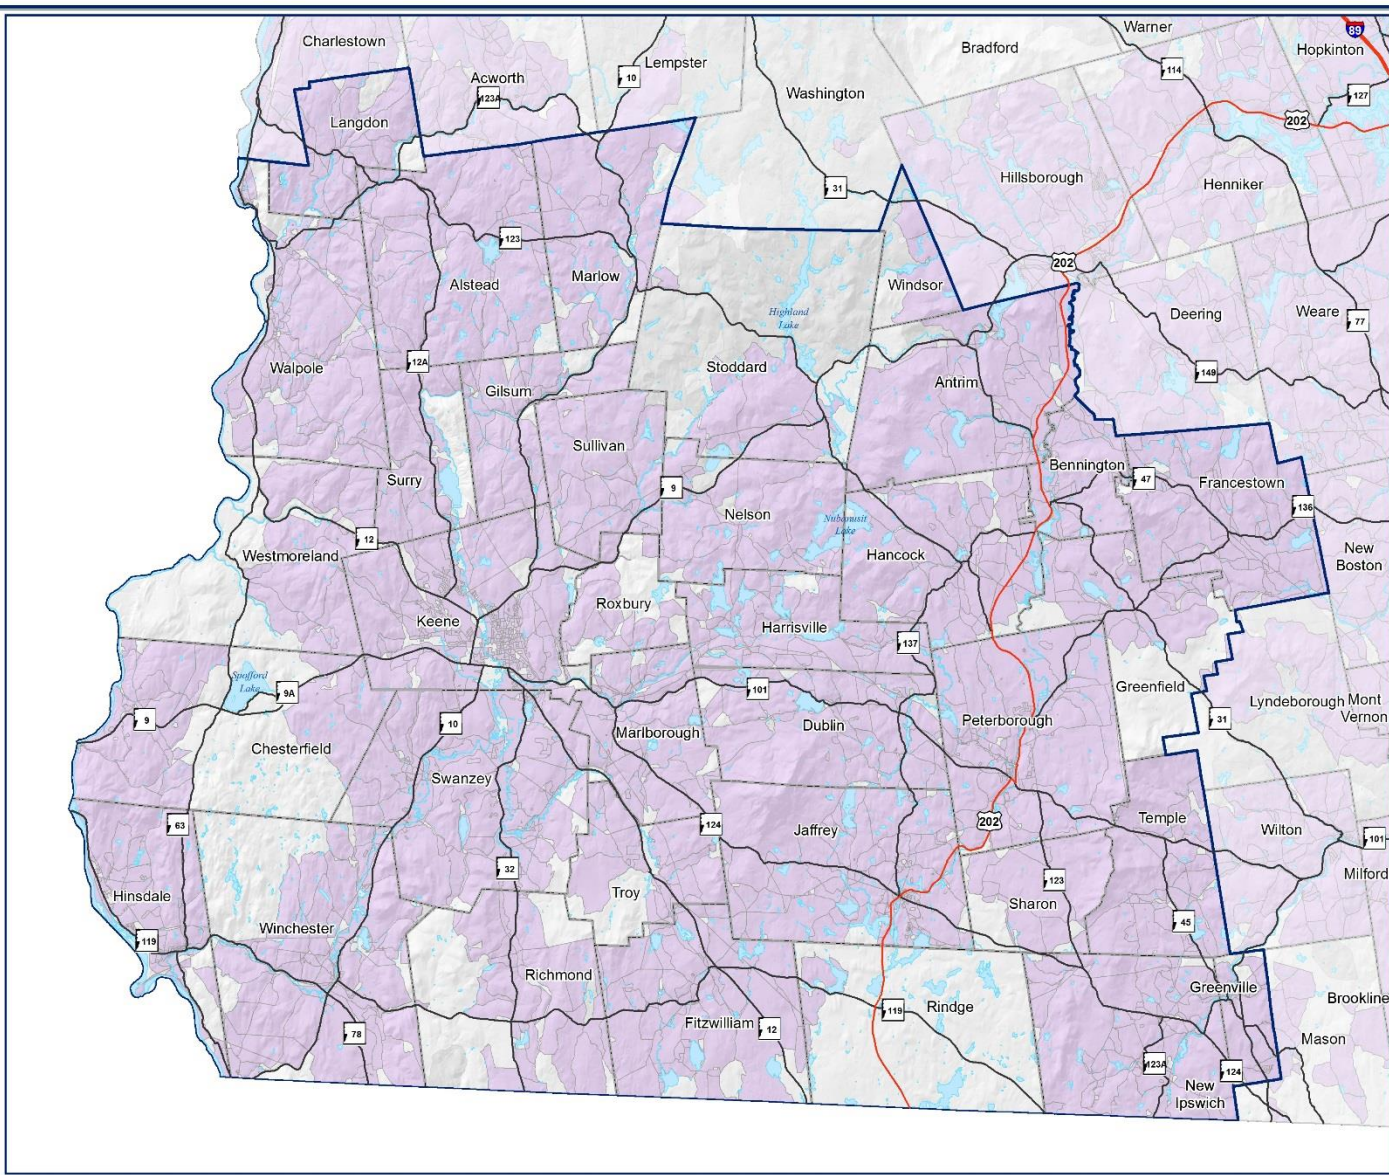 Warner
89
Charlestown
Bradford
Hopkinton
Lempster
Acworth
10
114
Washington
127
123A
Langdon
202
Hillsborough
Henniker
31
123
202
Marlow
Alstead
Windsor
Deering
Weare
Highland
Lake
77
12A
Walpole
Stoddard
149
Gilsum
Antrim
Sullivan
Bennington
Surry
47
Francestown
9
136
Nelson
Nubanusit
Lake
12
Westmoreland
Hancock
New
Boston
Roxbury
Keene
Harrisville
137
Spofford
Lake
9A
101
Greenfield
Lyndeborough
Mont
Vernon
9
10
Dublin
Peterborough
31
Marlborough
Chesterfield
Swanzey
202
Temple
63
124
Jaffrey
Wilton
101
32
123
Milford
Hinsdale
Troy
Sharon
45
Winchester
119
Richmond
Greenville
Brookline
119
Rindge
Fitzwilliam
12
78
Mason
123A
124
New
Ipswich